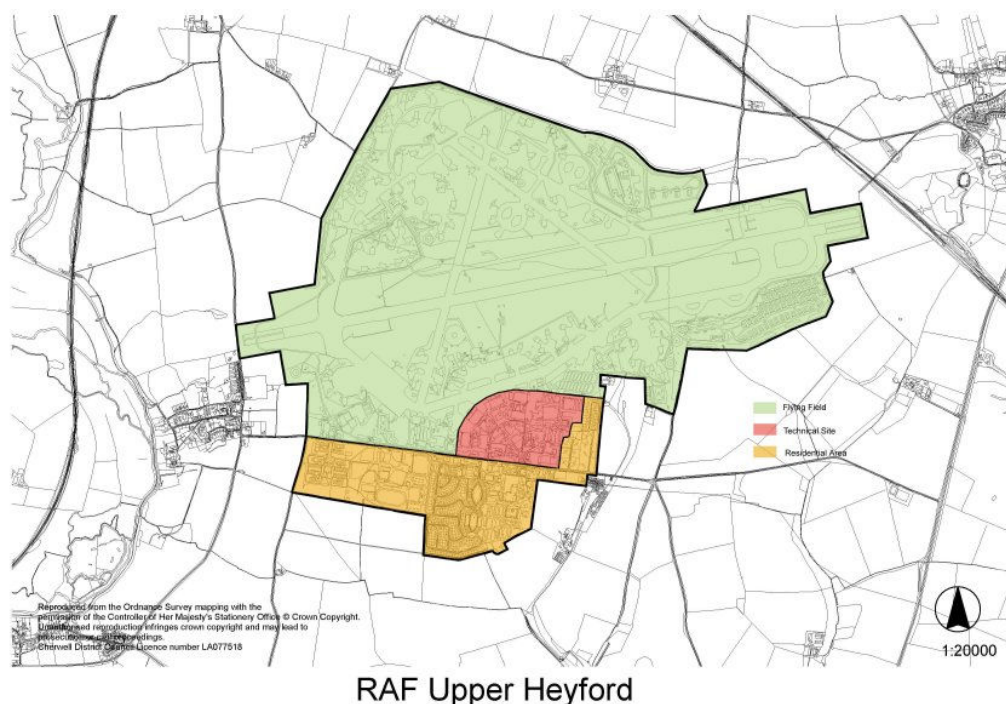 Flying Field
Technical Site
Residential Area
Reproduced from the Ordnance Survey mapping with the
permission of the Controller of Her Majesty's Stationery Office © Crown Copyright.
Unauthorised reproduction infringes crown copyright and may lead to
prosecution or civil proceedings.
Cherwell District Council Licence number LA077518
1:20000
RAF Upper Heyford